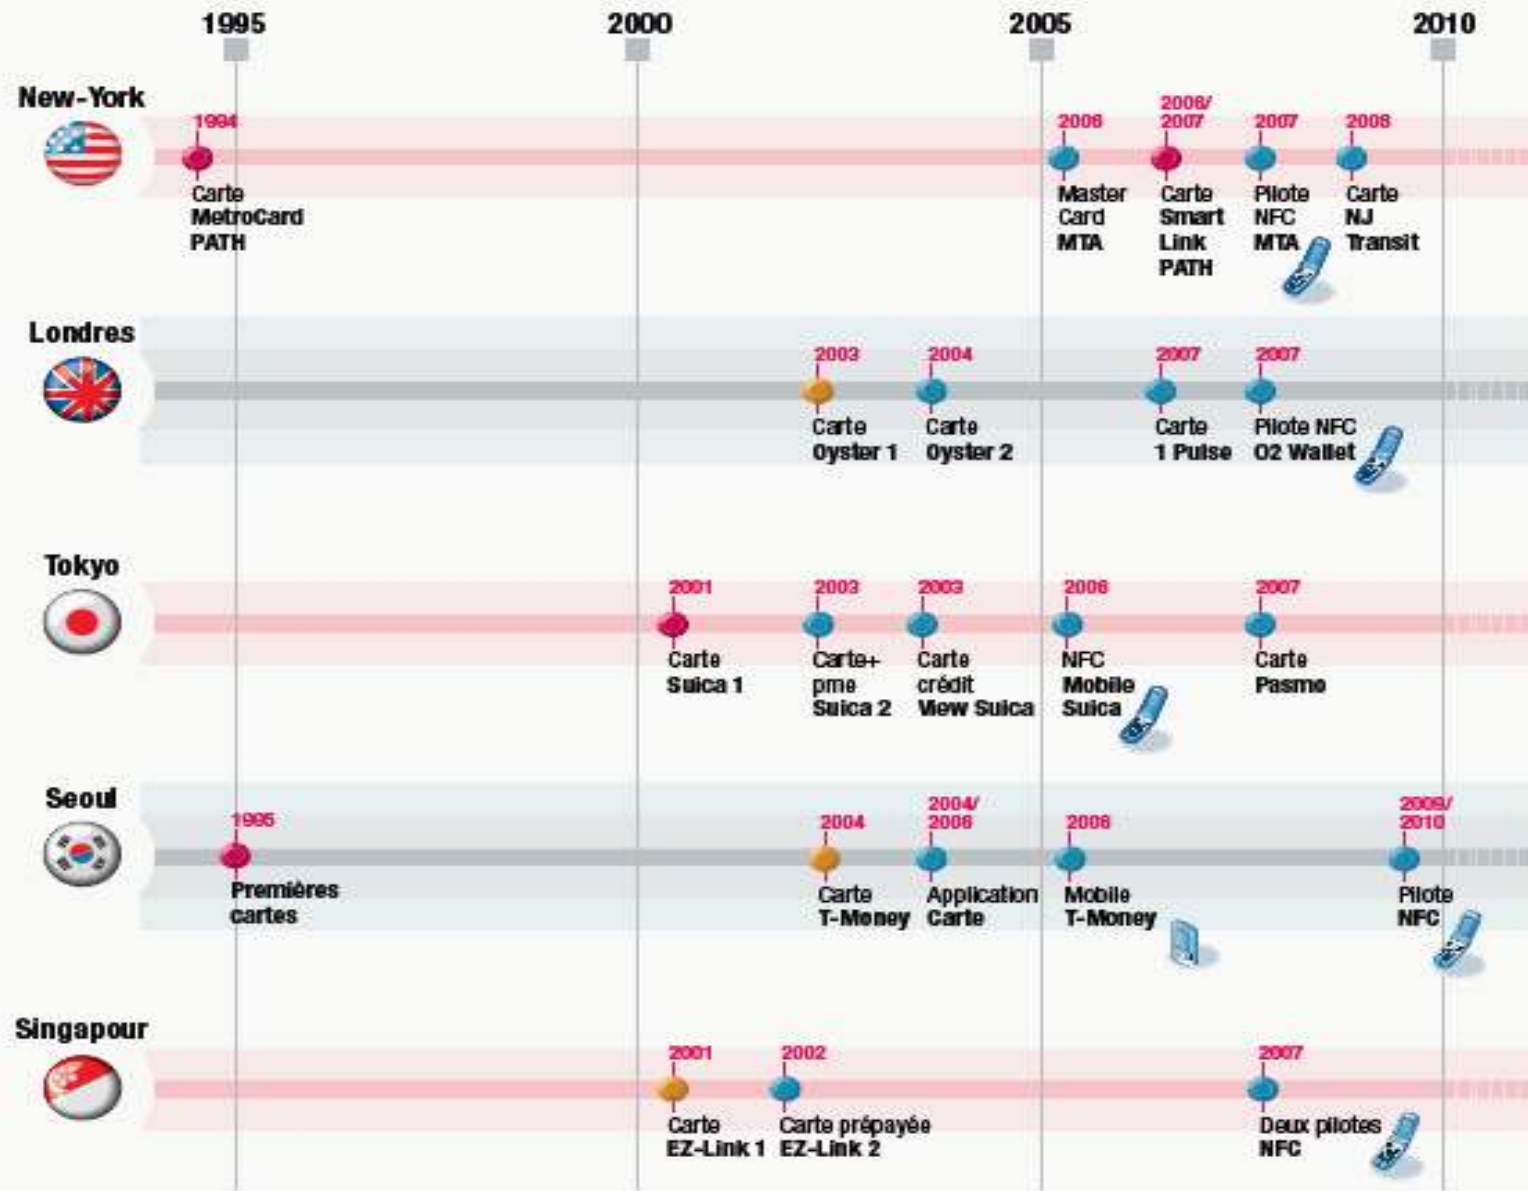 1995 2000 2005 2010
New-York
1994
Carte
MetroCard
PATH
2006
Master
Card
MTA
2006/
2007
Carte
Smart
Link
PATH
2007
Pilote
NFC
MTA
2008
Carte
NJ
Transit
Londres
2003
Carte
Oyster 1
2004
Carte
Oyster 2
2007
Carte
1 Pulse
2007
Pilote NFC
O2 Wallet
Tokyo
2001
Carte
Suica 1
2003
Carte+
pme
Suica 2
2003
Carte
crédit
View Suica
2006
NFC
Mobile
Suica
2007
Carte
Pasmo
Seoul
1995
Premières
cartes
2004
Carte
T-Money
2004/
2006
Application
Carte
2006
Mobile
T-Money
2009/
2010
Pilote
NFC
Singapour
2001
Carte
EZ-Link 1
2002
Carte prépayée
EZ-Link 2
2007
Deux pilotes
NFC